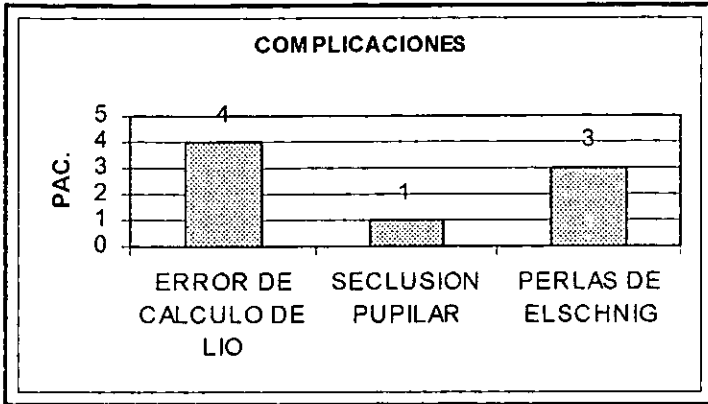 COMPLICACIONES
PAC.
5
4
3
2
1
0
4
1
3
ERROR DE
CALCULO DE
LIO
SECLUSION
PUPILAR
PERLAS DE
ELSCHNIG